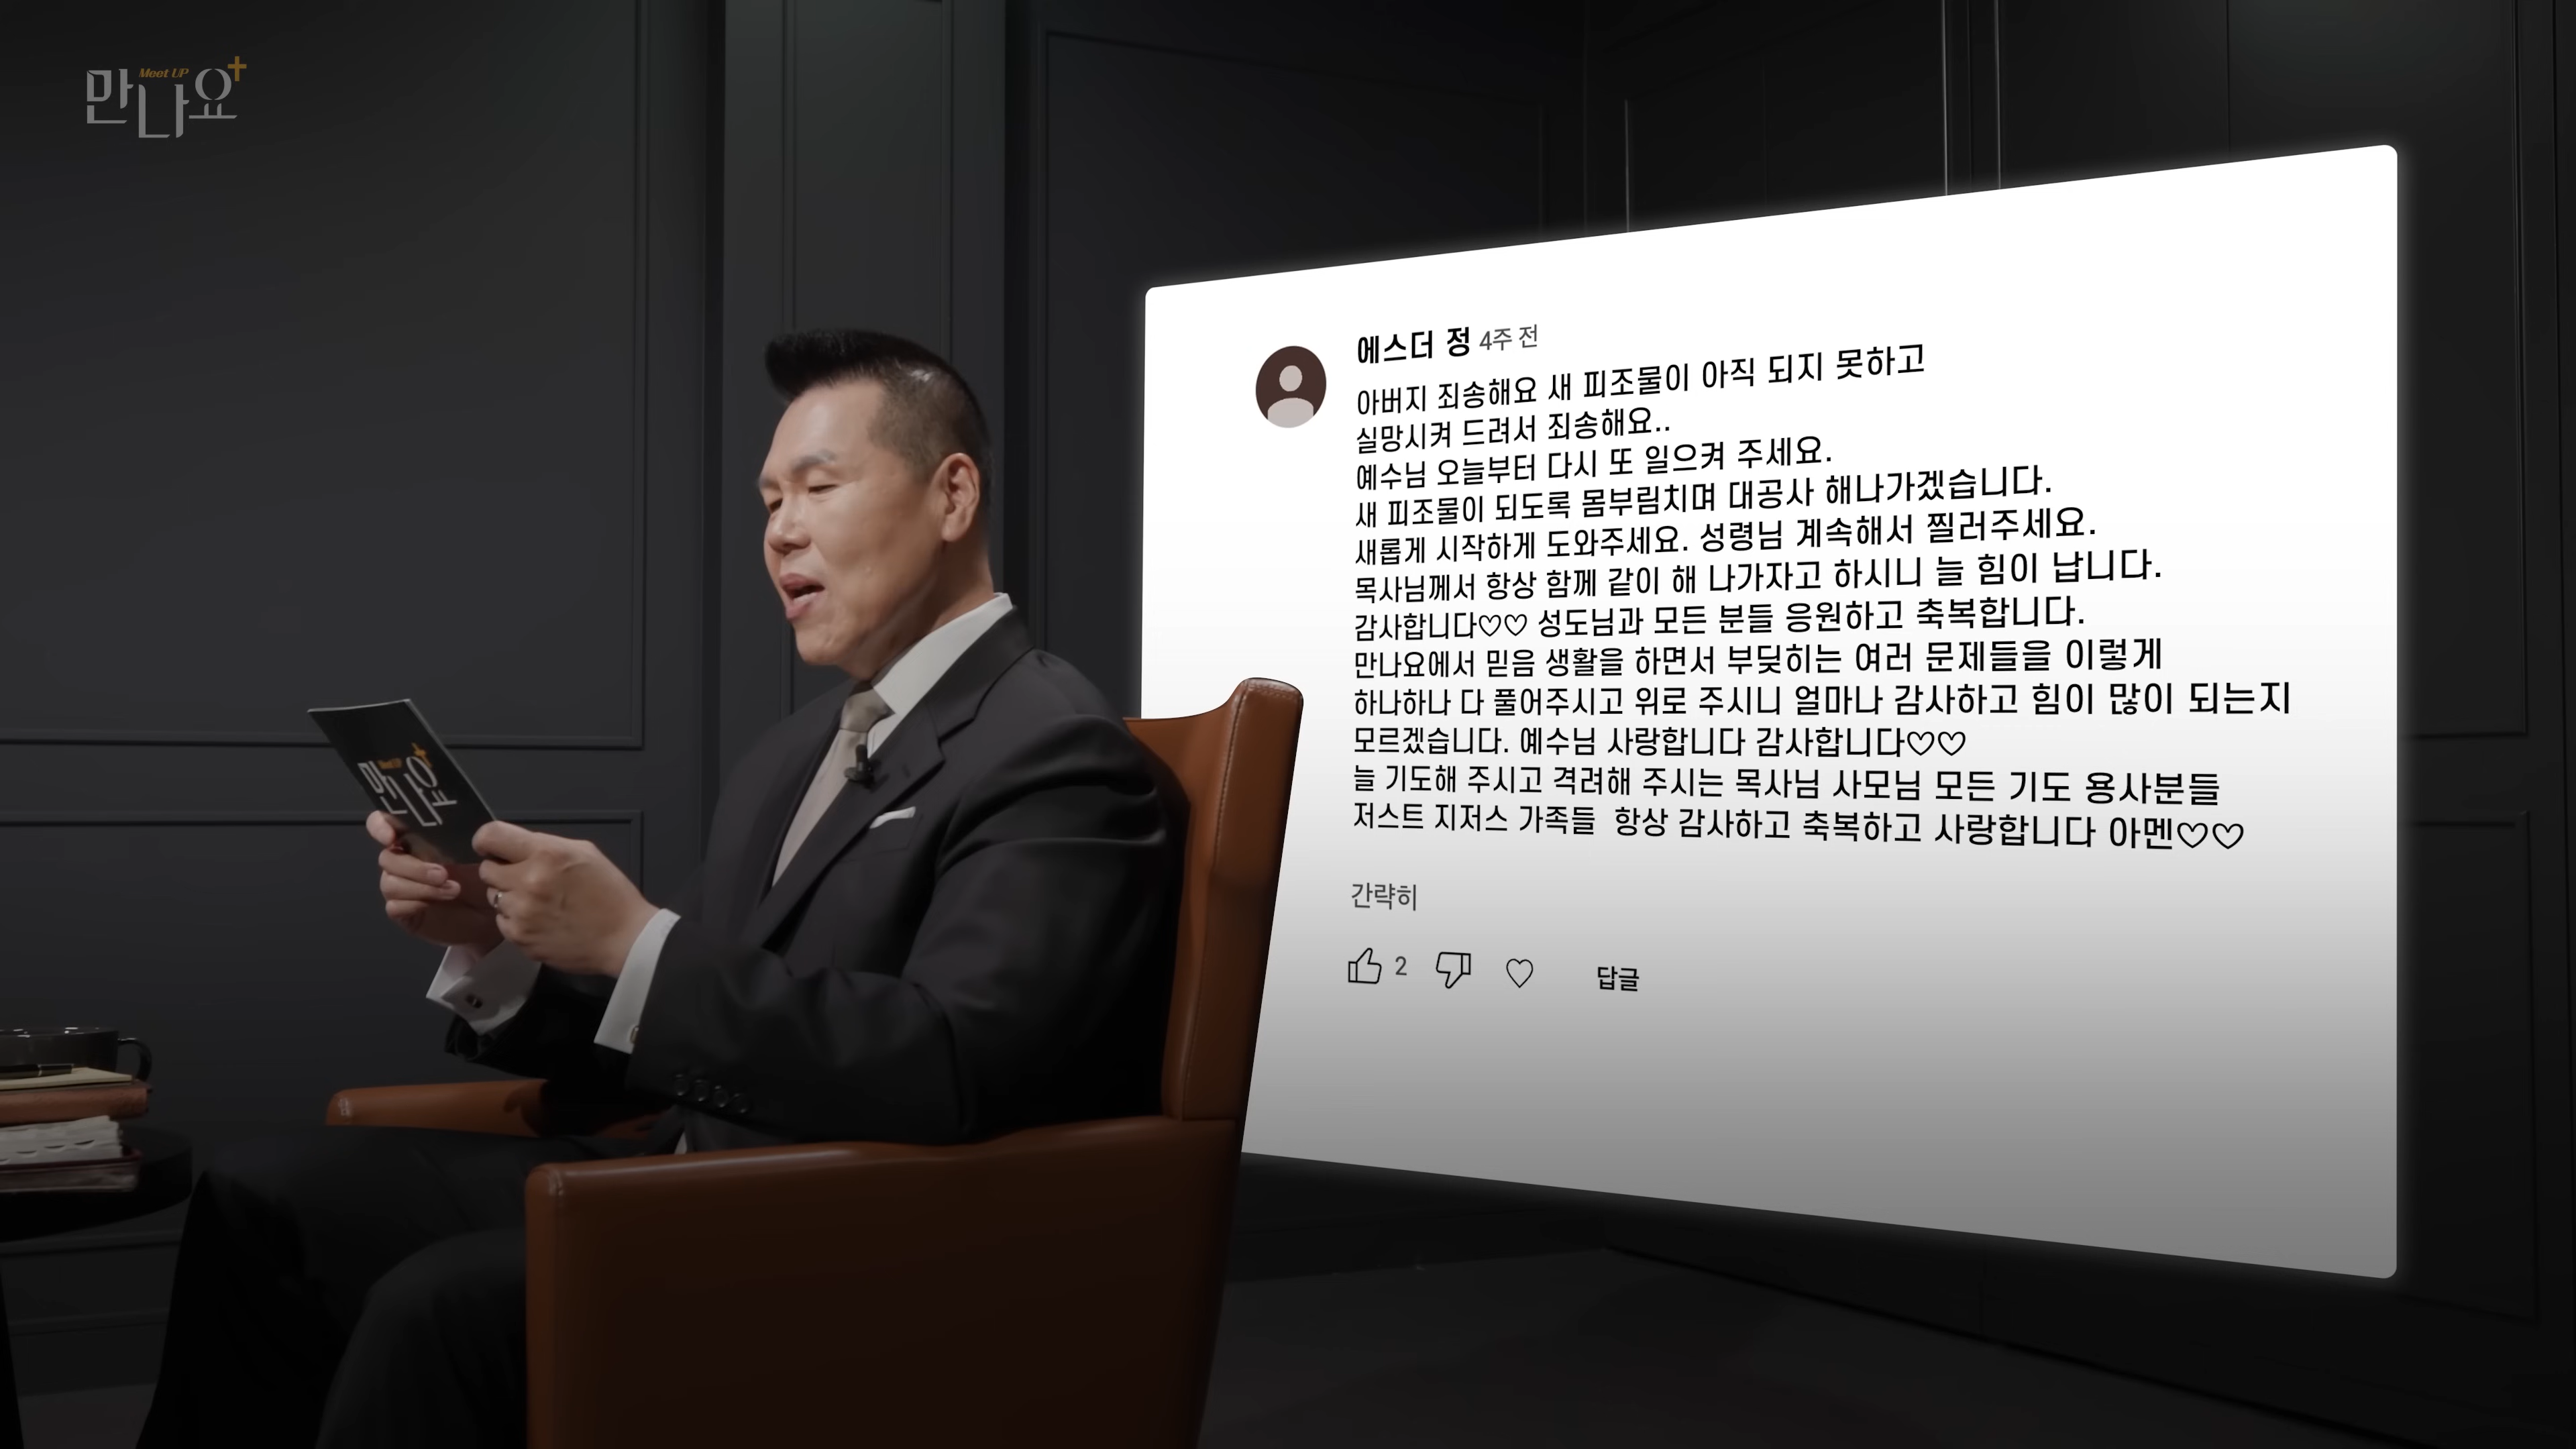 만나요
Meet UP
만나요
에스더 정 4주 전
아버지 죄송해요 새 피조물이 아직 되지 못하고
실망시켜 드려서 죄송해요..
예수님 오늘부터 다시 또 일으켜 주세요.
새 피조물이 되도록 몸부림치며 대공사 해나가겠습니다.
새롭게 시작하게 도와주세요. 성령님 계속해서 찔러주세요.
목사님께서 항상 함께 같이 해 나가자고 하시니 늘 힘이 납니다.
감사합니다♡♡ 성도님과 모든 분들 응원하고 축복합니다.
만나요에서 믿음 생활을 하면서 부딪히는 여러 문제들을 이렇게
하나하나 다 풀어주시고 위로 주시니 얼마나 감사하고 힘이 많이 되는지
모르겠습니다. 예수님 사랑합니다 감사합니다♡♡
늘 기도해 주시고 격려해 주시는 목사님 사모님 모든 기도 용사분들
저스트 지저스 가족들 항상 감사하고 축복하고 사랑합니다 아멘♡♡
간략히
2
답글